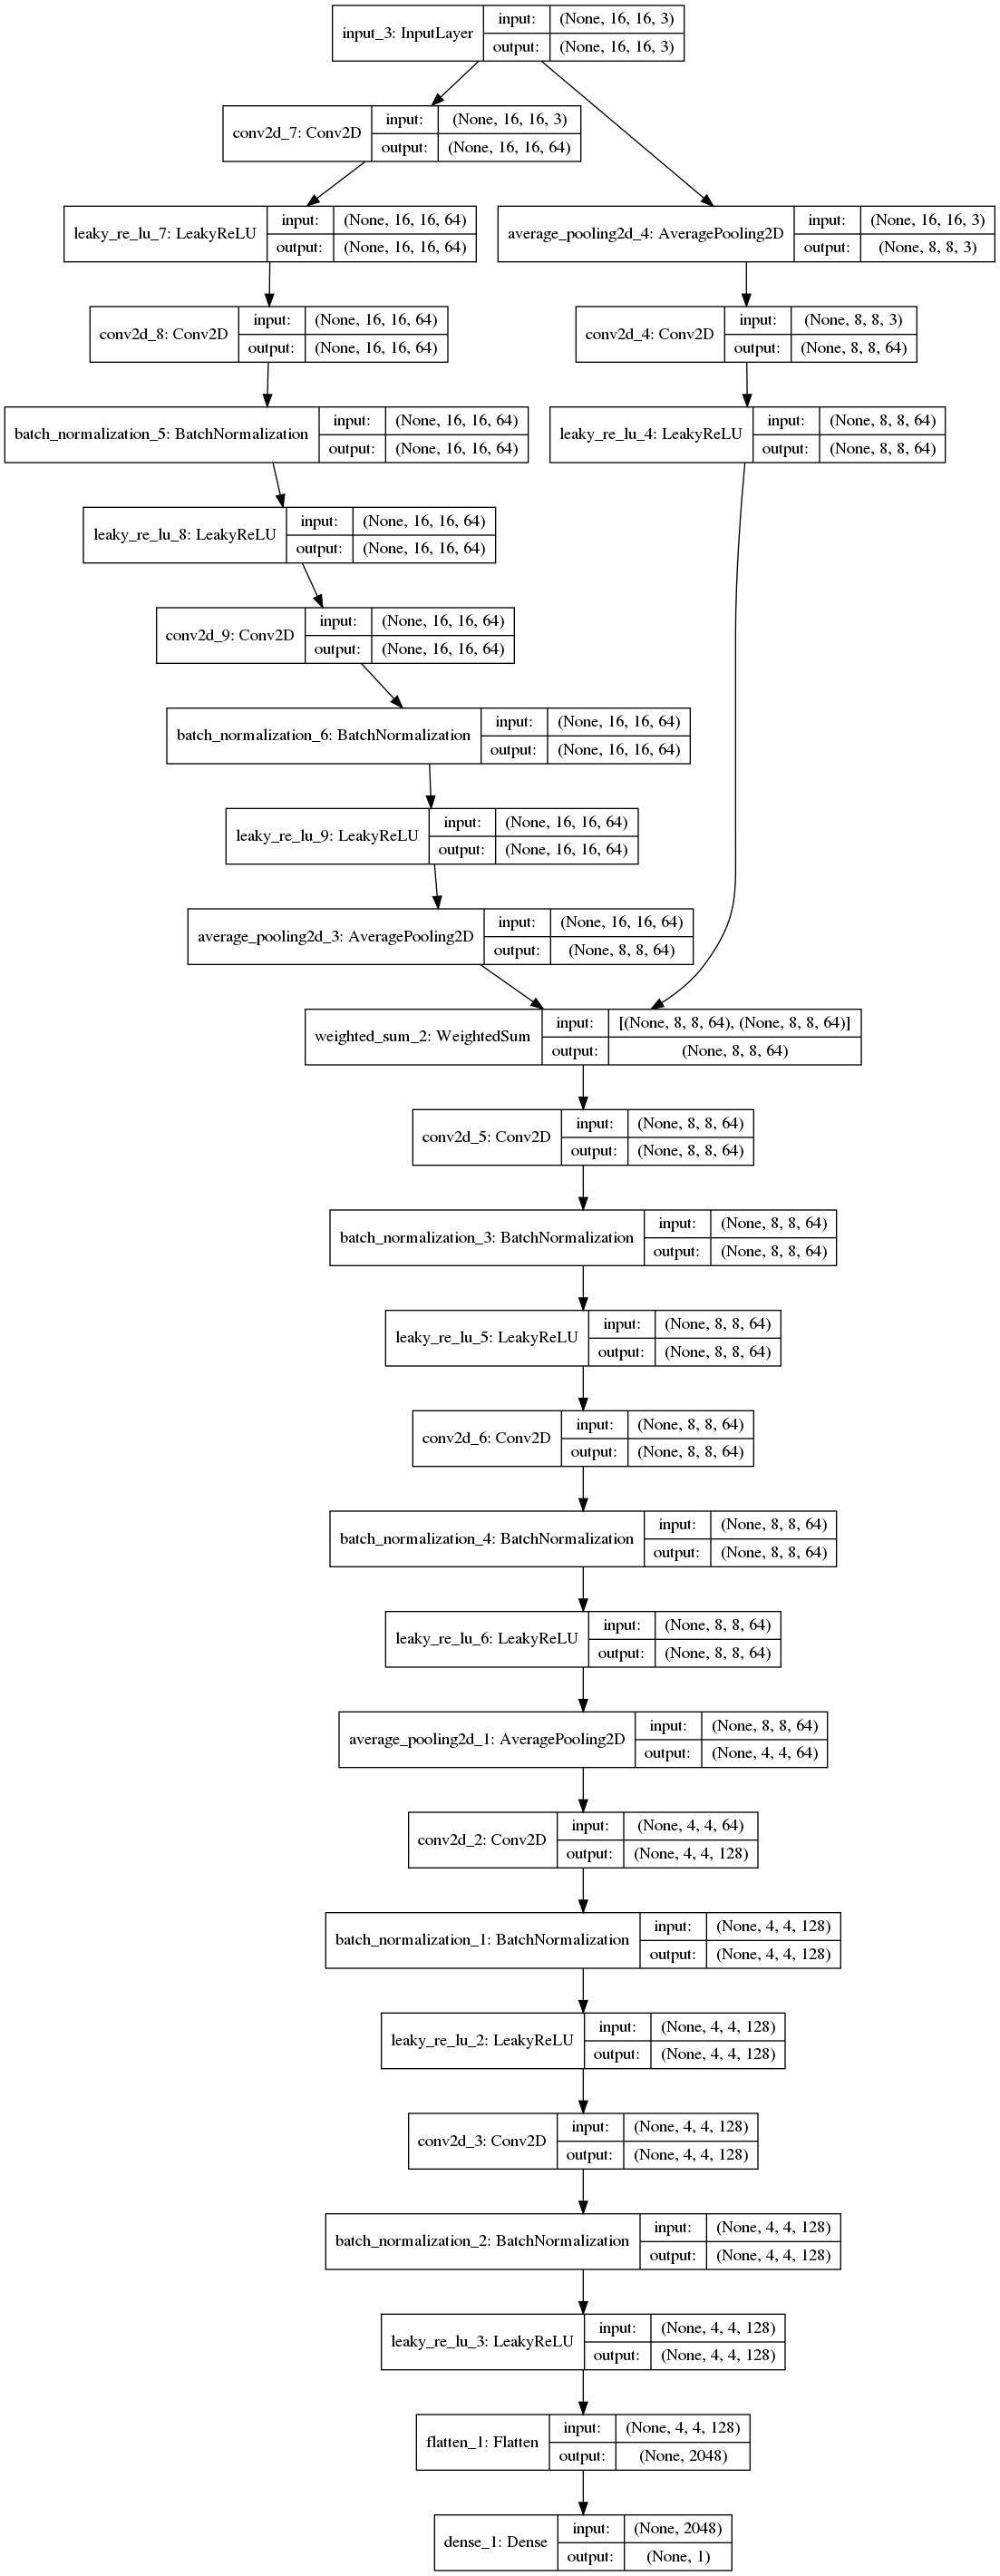 input_3: InputLayer
input: (None, 16, 16, 3)
output: (None, 16, 16, 3)
conv2d_7: Conv2D
input: (None, 16, 16, 3)
output: (None, 16, 16, 64)
leaky_re_lu_7: LeakyReLU
input: (None, 16, 16, 64)
output: (None, 16, 16, 64)
average_pooling2d_4: AveragePooling2D
input: (None, 16, 16, 3)
output: (None, 8, 8, 3)
conv2d_8: Conv2D
input: (None, 16, 16, 64)
output: (None, 16, 16, 64)
conv2d_4: Conv2D
input: (None, 8, 8, 3)
output: (None, 8, 8, 64)
batch_normalization_5: BatchNormalization
input: (None, 16, 16, 64)
output: (None, 16, 16, 64)
leaky_re_lu_4: LeakyReLU
input: (None, 8, 8, 64)
output: (None, 8, 8, 64)
leaky_re_lu_8: LeakyReLU
input: (None, 16, 16, 64)
output: (None, 16, 16, 64)
conv2d_9: Conv2D
input: (None, 16, 16, 64)
output: (None, 16, 16, 64)
batch_normalization_6: BatchNormalization
input: (None, 16, 16, 64)
output: (None, 16, 16, 64)
leaky_re_lu_9: LeakyReLU
input: (None, 16, 16, 64)
output: (None, 16, 16, 64)
average_pooling2d_3: AveragePooling2D
input: (None, 16, 16, 64)
output: (None, 8, 8, 64)
weighted_sum_2: WeightedSum
input: [(None, 8, 8, 64), (None, 8, 8, 64)]
output: (None, 8, 8, 64)
conv2d_5: Conv2D
input: (None, 8, 8, 64)
output: (None, 8, 8, 64)
batch_normalization_3: BatchNormalization
input: (None, 8, 8, 64)
output: (None, 8, 8, 64)
leaky_re_lu_5: LeakyReLU
input: (None, 8, 8, 64)
output: (None, 8, 8, 64)
conv2d_6: Conv2D
input: (None, 8, 8, 64)
output: (None, 8, 8, 64)
batch_normalization_4: BatchNormalization
input: (None, 8, 8, 64)
output: (None, 8, 8, 64)
leaky_re_lu_6: LeakyReLU
input: (None, 8, 8, 64)
output: (None, 8, 8, 64)
average_pooling2d_1: AveragePooling2D
input: (None, 8, 8, 64)
output: (None, 4, 4, 64)
conv2d_2: Conv2D
input: (None, 4, 4, 64)
output: (None, 4, 4, 128)
batch_normalization_1: BatchNormalization
input: (None, 4, 4, 128)
output: (None, 4, 4, 128)
leaky_re_lu_2: LeakyReLU
input: (None, 4, 4, 128)
output: (None, 4, 4, 128)
conv2d_3: Conv2D
input: (None, 4, 4, 128)
output: (None, 4, 4, 128)
batch_normalization_2: BatchNormalization
input: (None, 4, 4, 128)
output: (None, 4, 4, 128)
leaky_re_lu_3: LeakyReLU
input: (None, 4, 4, 128)
output: (None, 4, 4, 128)
flatten_1: Flatten
input: (None, 4, 4, 128)
output: (None, 2048)
dense_1: Dense
input: (None, 2048)
output: (None, 1)